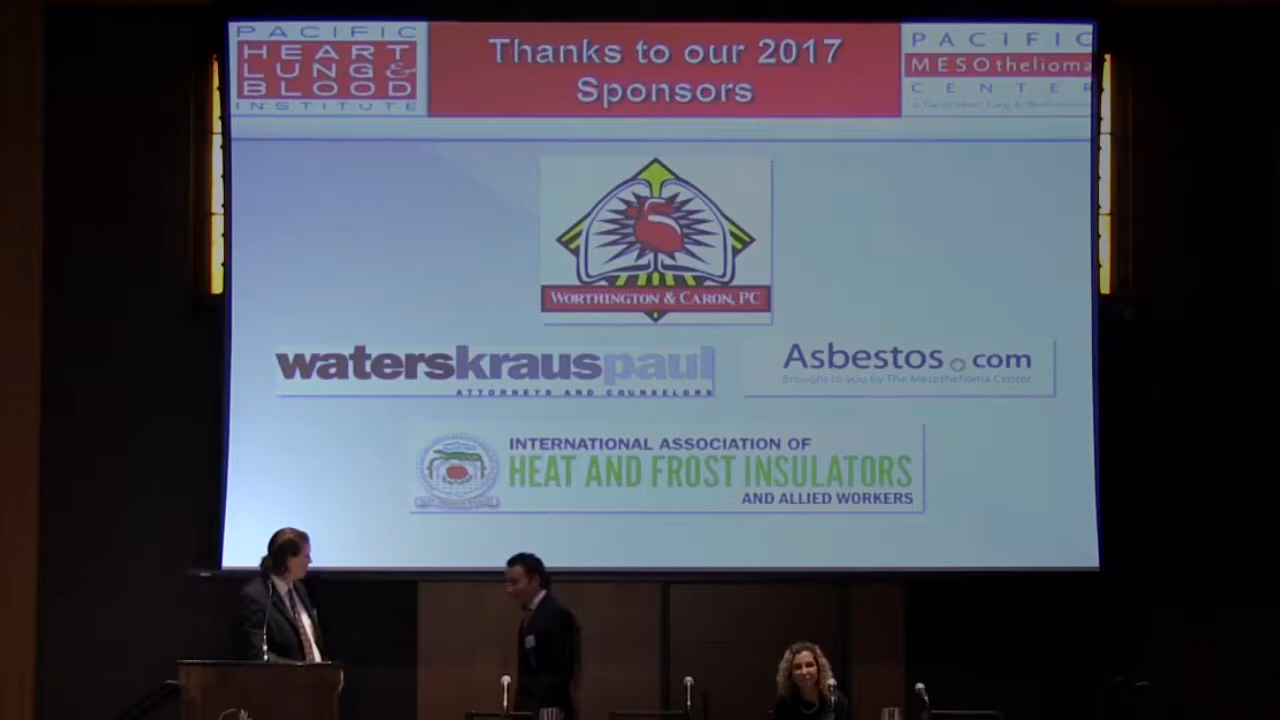 PACIFIC
HEART
LUNG &
BLOOD
INSTITUTE
Thanks to our 2017
Sponsors
PACIFIC
MESOthelioma
CENTER
WORTHINGTON & CARON, PC
waterskrauspaul
ATTORNEYS AND COUNSELORS
Asbestos.com
Brought to you by The Mesothelioma Center
INTERNATIONAL ASSOCIATION OF
HEAT AND FROST INSULATORS
AND ALLIED WORKERS